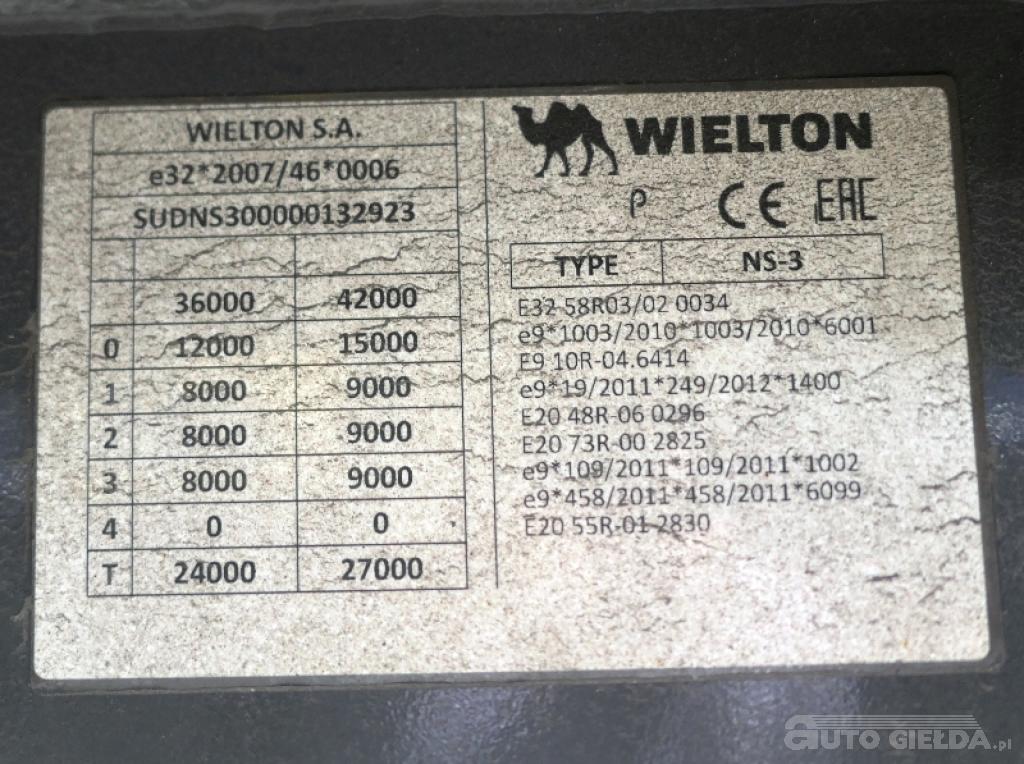 WIELTON S.A.
e32*2007/46*0006
SUDNS300000132923
36000 42000
0 12000 15000
1 8000 9000
2 8000 9000
3 8000 9000
4 0 0
T 24000 27000
WIELTON
ρ CE EAC
TYPE NS-3
E32 58R03/02 0034
e9*1003/2010*1003/2010*6001
E9 10R-04.6414
e9*19/2011*249/2012*1400
E20 48R-06 0296
E20 73R-00 2825
e9*109/2011*109/2011*1002
e9*458/2011*458/2011*6099
E20 55R-01 2830
AUTO GIEŁDA.pl